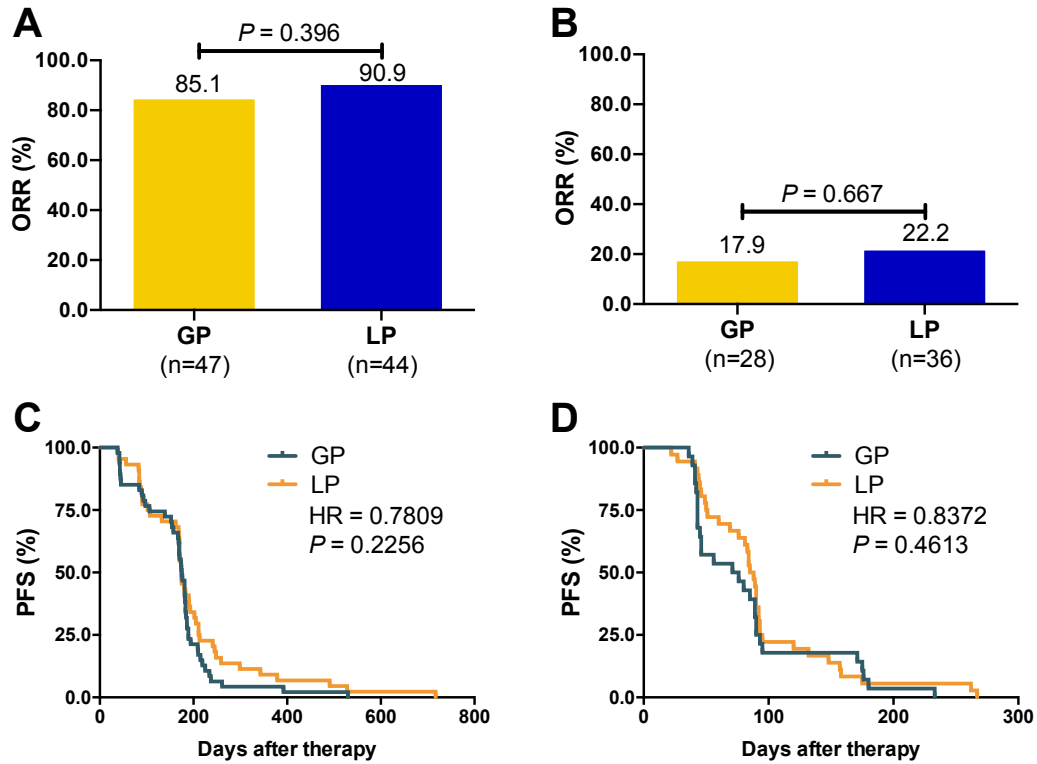 A
P = 0.396
100.0
80.0
60.0
40.0
20.0
0.0
ORR (%)
85.1
90.9
GP
LP
(n=47)
(n=44)
B
P = 0.667
100.0
80.0
60.0
40.0
20.0
0.0
ORR (%)
17.9
22.2
GP
LP
(n=28)
(n=36)
C
100.0
75.0
50.0
25.0
0.0
PFS (%)
GP
LP
HR = 0.7809
P = 0.2256
0
200
400
600
800
Days after therapy
D
100.0
75.0
50.0
25.0
0.0
PFS (%)
GP
LP
HR = 0.8372
P = 0.4613
0
100
200
300
Days after therapy